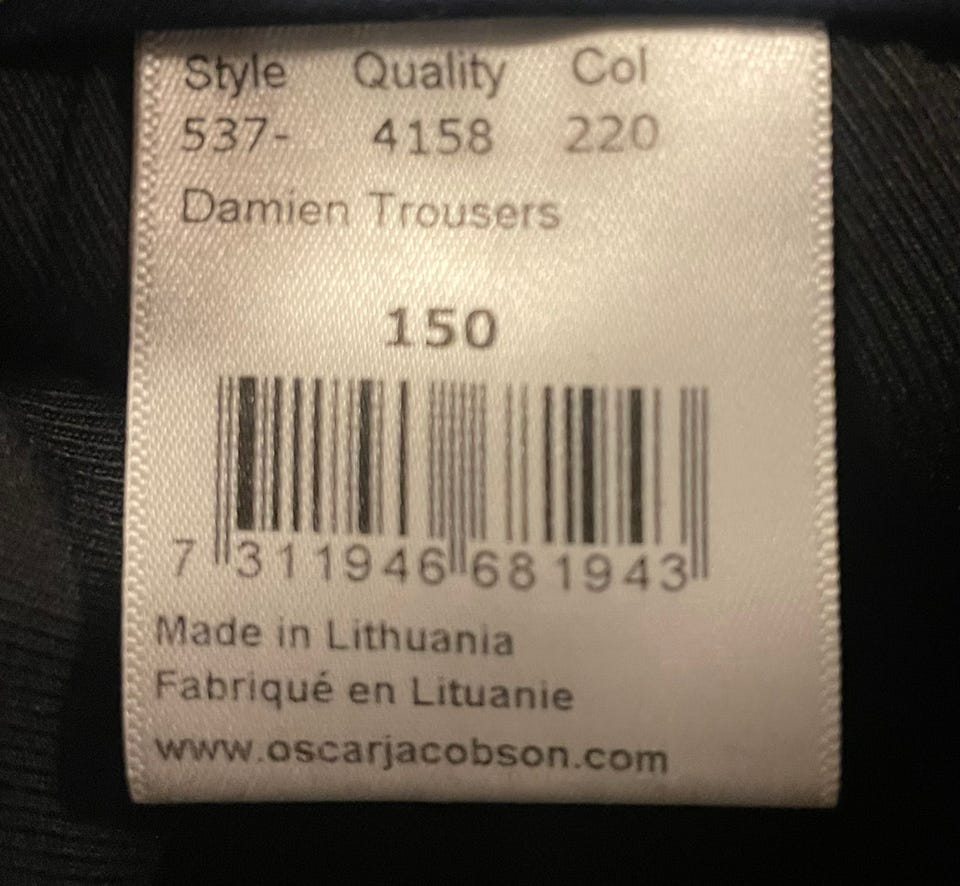 Style Quality Col
537- 4158 220
Damien Trousers
150
7 311946 681943
Made in Lithuania
Fabriqué en Lituanie
www.oscarjacobson.com